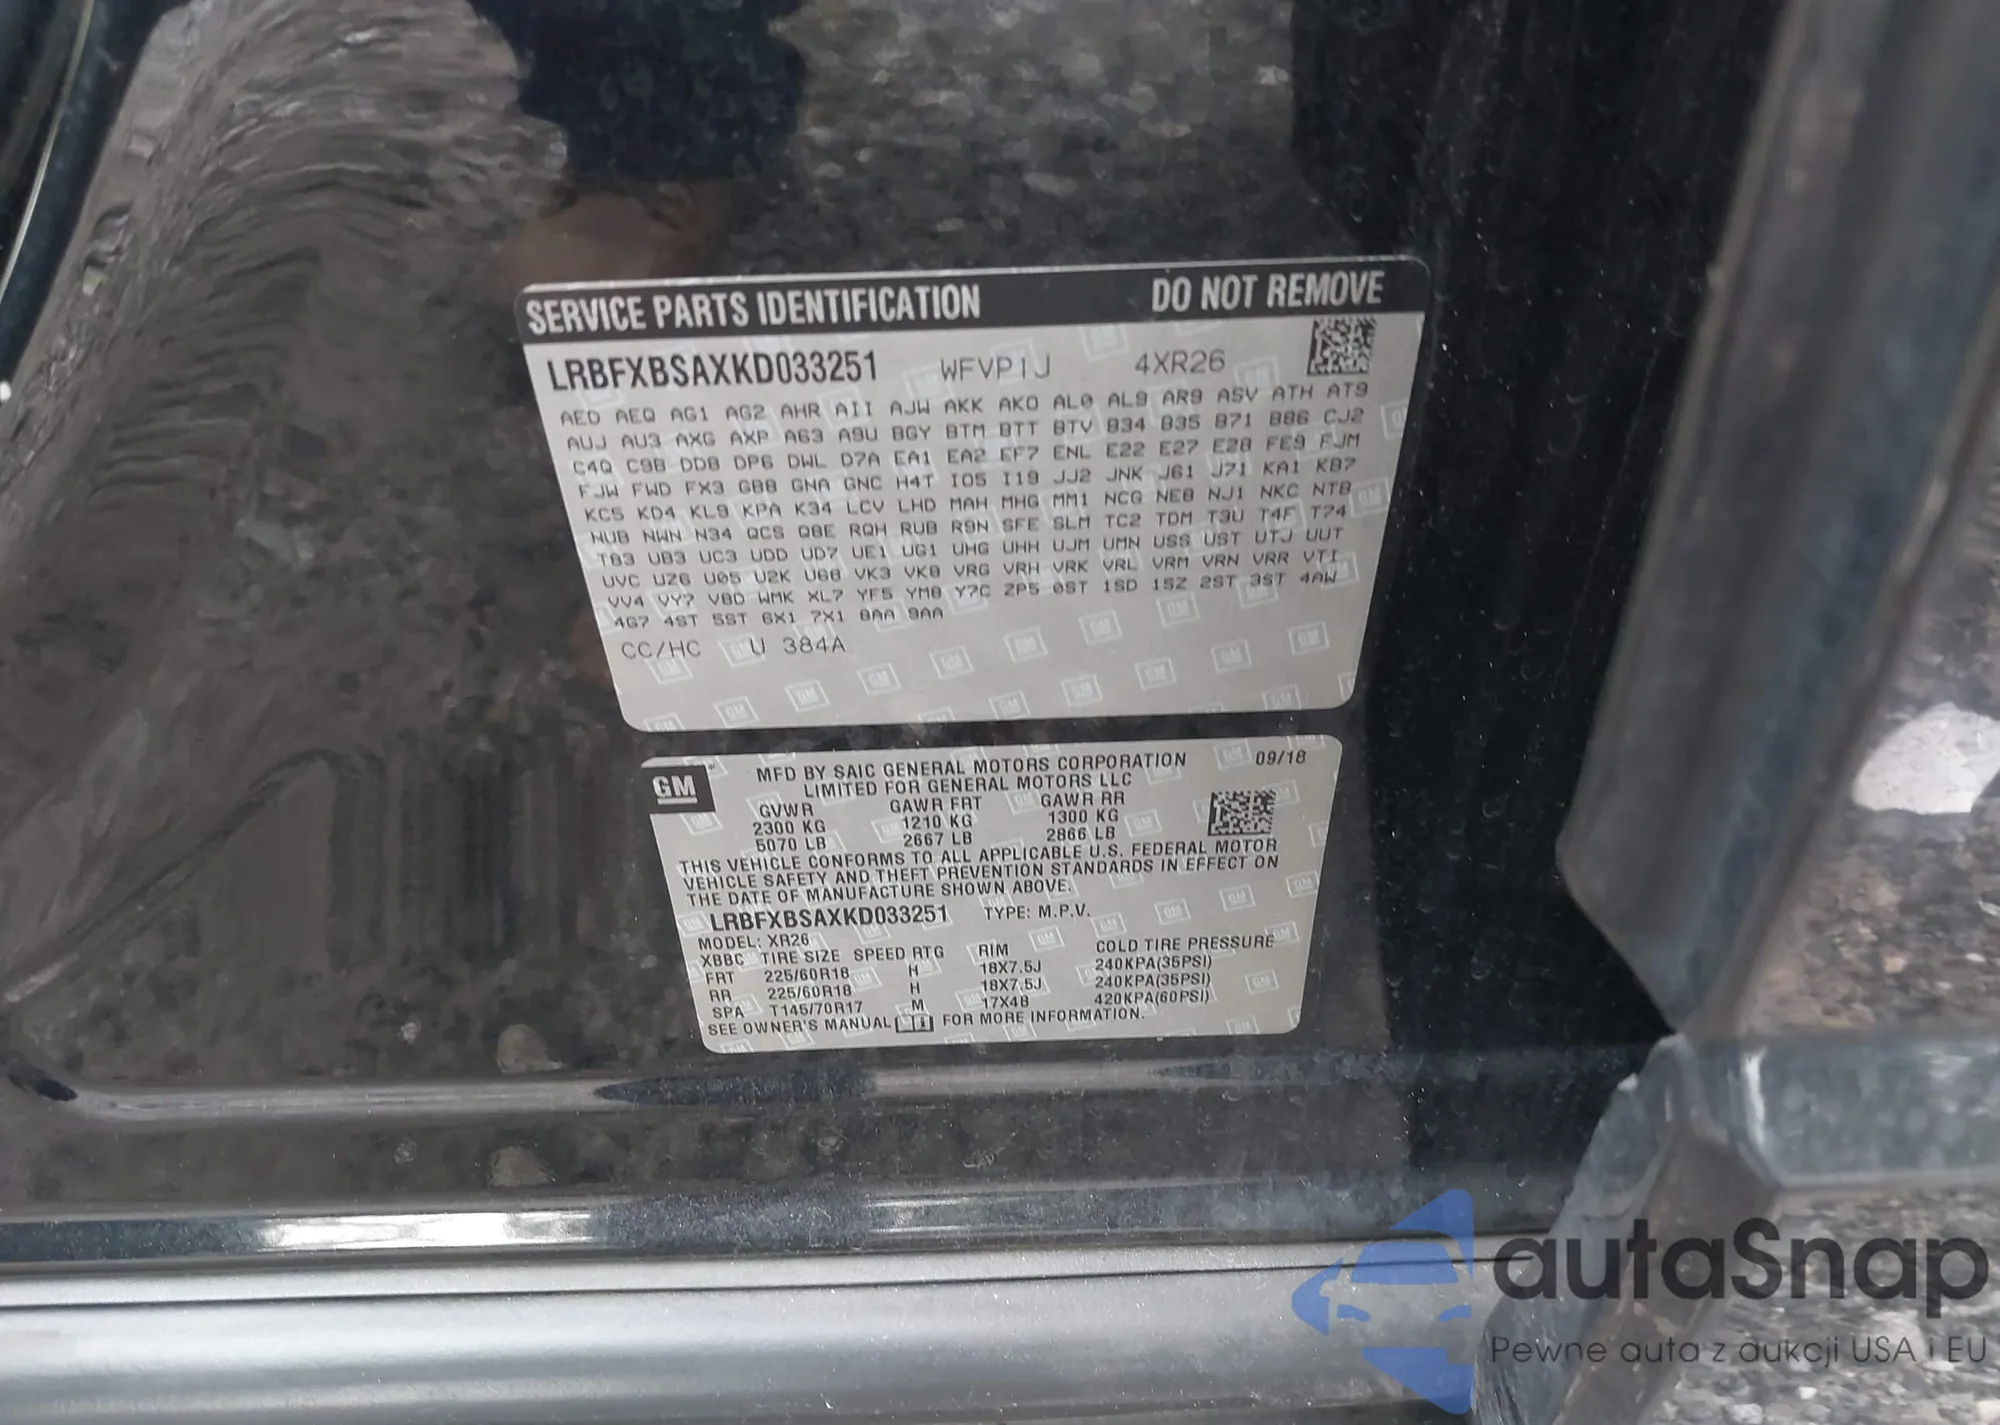 SERVICE PARTS IDENTIFICATION DO NOT REMOVE
LRBFXBSAXKD033251 WFVP1J 4XR26
AED AEQ AG1 AG2 AHR AII AJW AKK AKO AL0 AL9 AR9 ASV ATH AT9
AUJ AU3 AXG AXP A63 A9U BGY BTM BTT BTV B34 B35 B71 B86 CJ2
C4Q C9B DD8 DP6 DWL D7A EA1 EA2 EF7 ENL E22 E27 E28 FE9 FJM
FJW FWD FX3 GB8 GNA GNC H4T IO5 I19 JJ2 JNK J61 J71 KA1 KB7
KC5 KD4 KL9 KPA K34 LCV LHD MAH MHG MM1 NCG NE8 NJ1 NKC NTB
NUB NWN N34 QCS Q8E RQH RUB R9N SFE SLM TC2 TDM T3U T4F T74
T83 UB3 UC3 UDD UD7 UE1 UG1 UHG UHH UJM UMN USS UST UTJ UUT
UVC UZ6 U05 U2K U68 VK3 VK8 VRG VRH VRK VRL VRM VRN VRR VTI
VV4 VY7 V8D WMK XL7 YF5 YM8 Y7C ZP5 0ST 1SD 1SZ 2ST 3ST 4AW
4G7 4ST 5ST 6X1 7X1 8AA 9AA
CC/HC U 384A
GM
MFD BY SAIC GENERAL MOTORS CORPORATION 09/18
LIMITED FOR GENERAL MOTORS LLC
GVWR GAWR FRT GAWR RR
2300 KG 1210 KG 1300 KG
5070 LB 2667 LB 2866 LB
THIS VEHICLE CONFORMS TO ALL APPLICABLE U.S. FEDERAL MOTOR
VEHICLE SAFETY AND THEFT PREVENTION STANDARDS IN EFFECT ON
THE DATE OF MANUFACTURE SHOWN ABOVE.
LRBFXBSAXKD033251 TYPE: M.P.V.
MODEL: XR26
XBBC TIRE SIZE SPEED RTG RIM COLD TIRE PRESSURE
FRT 225/60R18 H 18X7.5J 240KPA(35PSI)
RR 225/60R18 H 18X7.5J 240KPA(35PSI)
SPA T145/70R17 M 17X4B 420KPA(60PSI)
SEE OWNER'S MANUAL FOR MORE INFORMATION.
autaSnap
Pewne auta z aukcji USA i EU